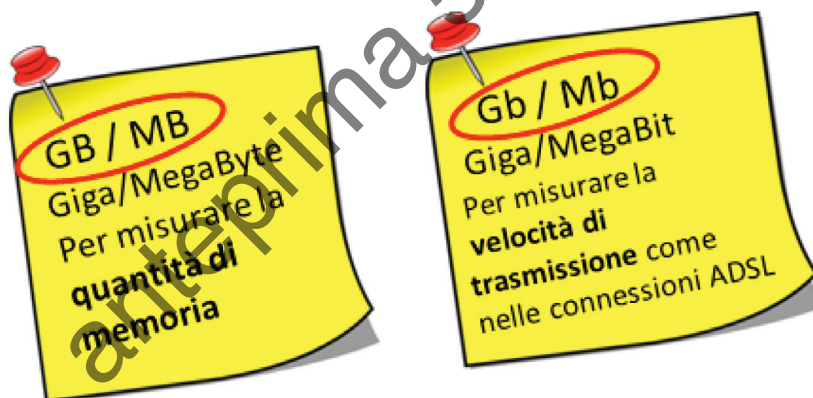 GB / MB
Giga/MegaByte
Per misurare la
quantità di
memoria
Gb / Mb
Giga/MegaBit
Per misurare la
velocità di
trasmissione come
nelle connessioni ADSL
anteprima